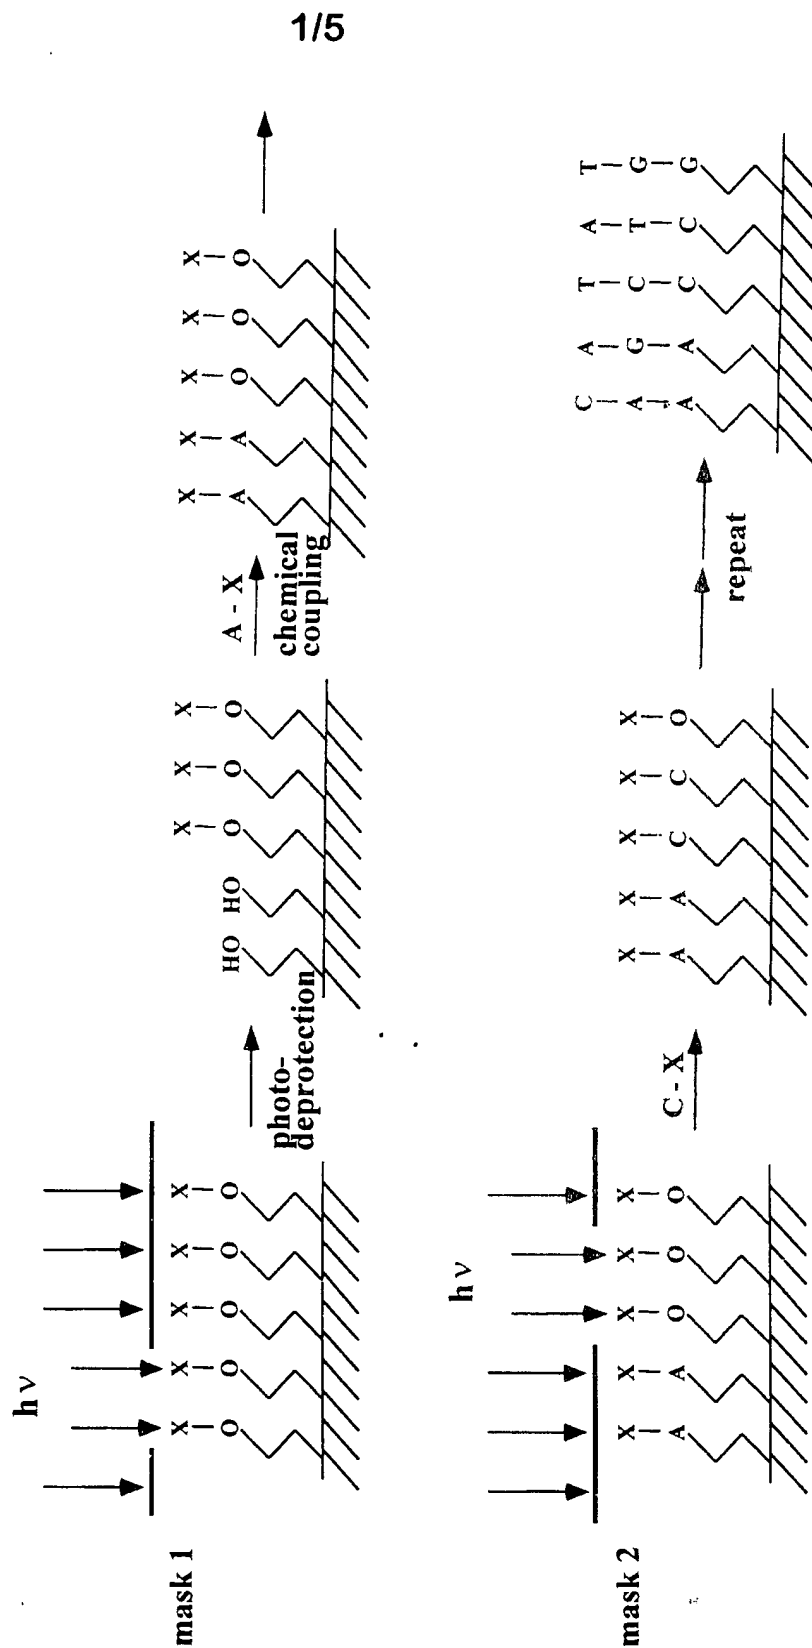 1/5
hν
mask 1
X X X X X
O O O O O
photo-
deprotection
X X X
HO HO O O O
A - X
chemical
coupling
X X X X X
A A O O O
hν
mask 2
X X X X X
A A O O O
C - X
X X X X X
A A C C O
repeat
C A T A T
A G C T G
A A C C G